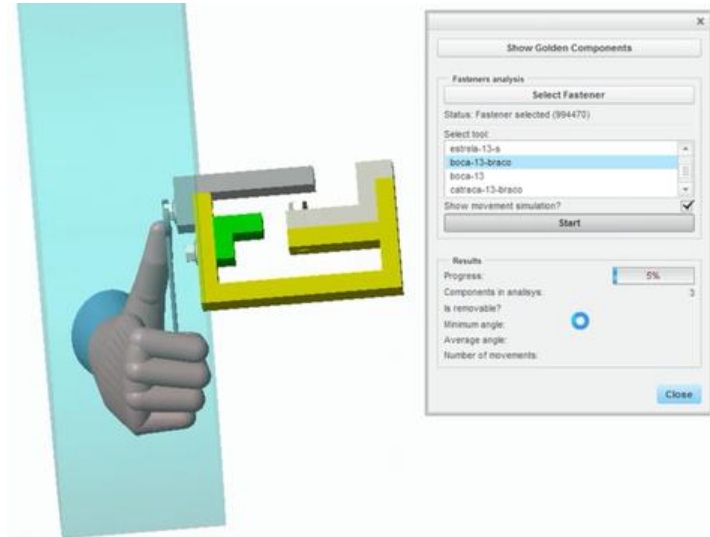 x
Show Golden Components
Fasteners analysis
Select Fastener
Status: Fastener selected (994470)
Select tool:
estrela-13-s
boca-13-braco
boca-13
catraca-13-braco
Show movement simulation?
Start
Results
Progress: 5%
Components in analisys: 3
Is removable?
Minimum angle:
Average angle:
Number of movements:
Close